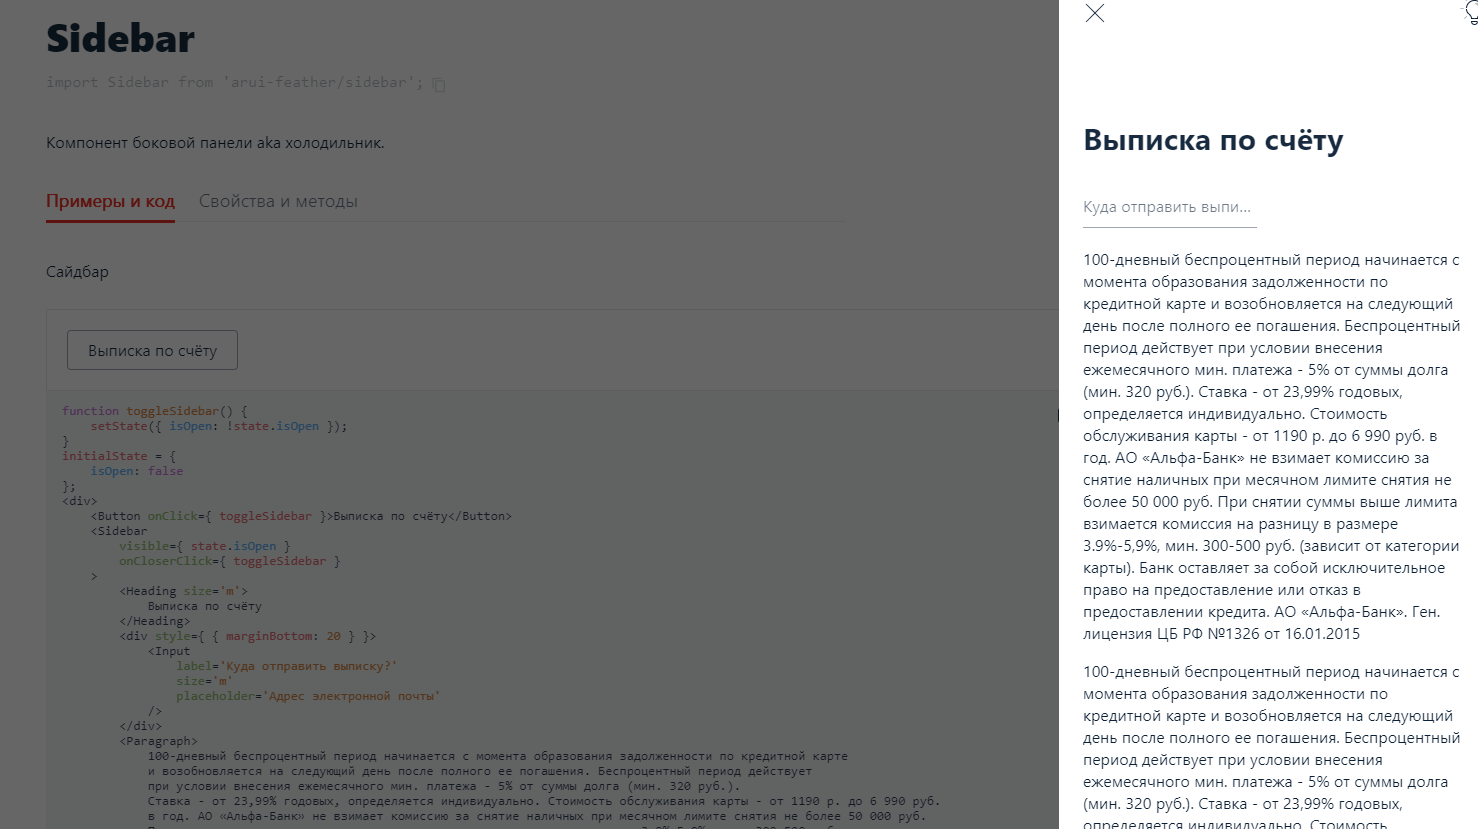 Sidebar
import Sidebar from 'arui-feather/sidebar';
Компонент боковой панели aka холодильник.
Примеры и код
Свойства и методы
Сайдбар
Выписка по счёту
function toggleSidebar() {
setState({ isOpen: !state.isOpen });
}
initialState = {
isOpen: false
};
<div>
<Button onClick={ toggleSidebar }>Выписка по счёту</Button>
<Sidebar
visible={ state.isOpen }
onCloserClick={ toggleSidebar }
>
<Heading size='m'>
Выписка по счёту
</Heading>
<div style={ { marginBottom: 20 } }>
<Input
label='Куда отправить выписку?'
size='m'
placeholder='Адрес электронной почты'
/>
</div>
<Paragraph>
100-дневный беспроцентный период начинается с момента образования задолженности по кредитной карте
и возобновляется на следующий день после полного ее погашения. Беспроцентный период действует
при условии внесения ежемесячного мин. платежа - 5% от суммы долга (мин. 320 руб.).
Ставка - от 23,99% годовых, определяется индивидуально. Стоимость обслуживания карты - от 1190 р. до 6 990 руб.
в год. АО «Альфа-Банк» не взимает комиссию за снятие наличных при месячном лимите снятия не более 50 000 руб.
Выписка по счёту
Куда отправить выпи...
100-дневный беспроцентный период начинается с
момента образования задолженности по
кредитной карте и возобновляется на следующий
день после полного ее погашения. Беспроцентный
период действует при условии внесения
ежемесячного мин. платежа - 5% от суммы долга
(мин. 320 руб.). Ставка - от 23,99% годовых,
определяется индивидуально. Стоимость
обслуживания карты - от 1190 р. до 6 990 руб. в
год. АО «Альфа-Банк» не взимает комиссию за
снятие наличных при месячном лимите снятия не
более 50 000 руб. При снятии суммы выше лимита
взимается комиссия на разницу в размере
3.9%-5,9%, мин. 300-500 руб. (зависит от категории
карты). Банк оставляет за собой исключительное
право на предоставление или отказ в
предоставлении кредита. АО «Альфа-Банк». Ген.
лицензия ЦБ РФ №1326 от 16.01.2015
100-дневный беспроцентный период начинается с
момента образования задолженности по
кредитной карте и возобновляется на следующий
день после полного ее погашения. Беспроцентный
период действует при условии внесения
ежемесячного мин. платежа - 5% от суммы долга
(мин. 320 руб.). Ставка - от 23,99% годовых,
определяется индивидуально. Стоимость